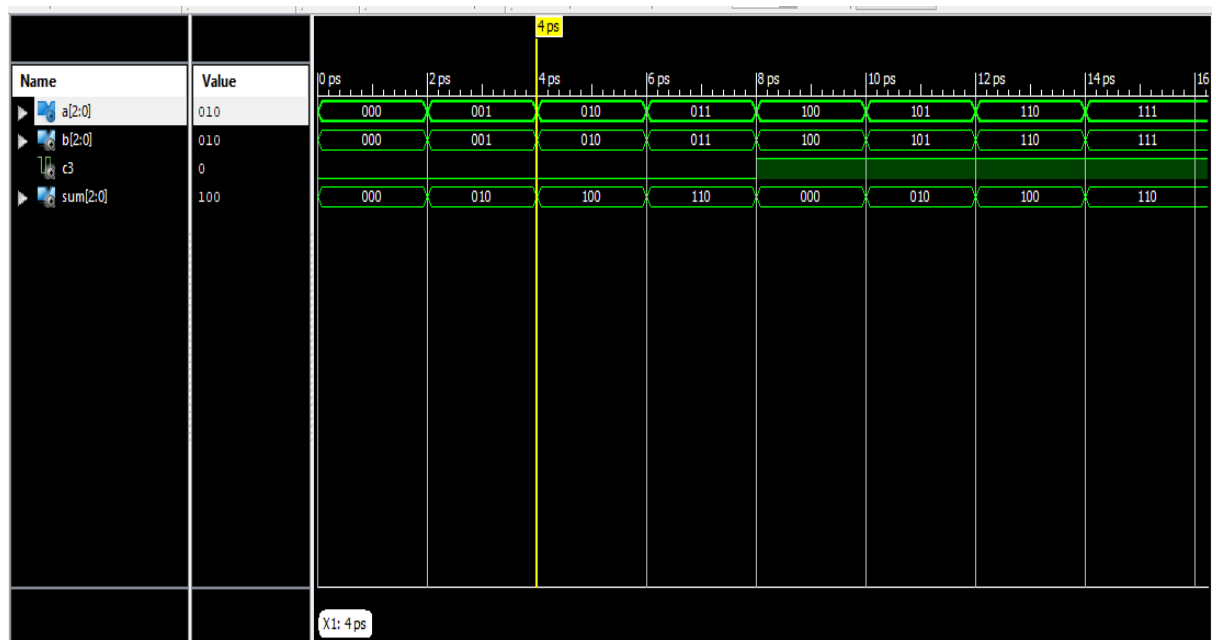 4 ps
Name Value 0 ps 2 ps 4 ps 6 ps 8 ps 10 ps 12 ps 14 ps 16
a[2:0] 010 000 001 010 011 100 101 110 111
b[2:0] 010 000 001 010 011 100 101 110 111
c3 0
sum[2:0] 100 000 010 100 110 000 010 100 110
X1: 4 ps